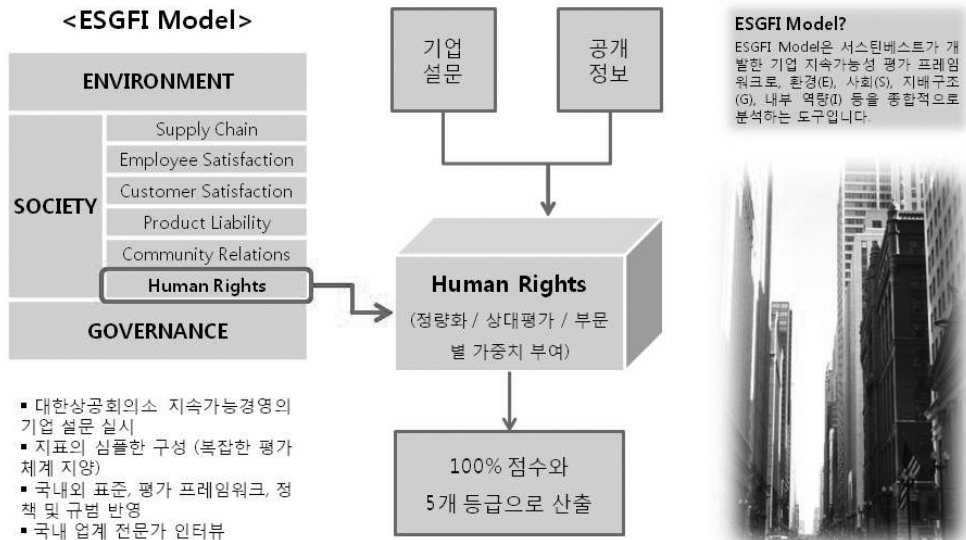 <ESGFI Model>
ENVIRONMENT
SOCIETY
Supply Chain
Employee Satisfaction
Customer Satisfaction
Product Liability
Community Relations
Human Rights
GOVERNANCE
▪ 대한상공회의소 지속가능경영의
기업 설문 실시
▪ 지표의 심플한 구성 (복잡한 평가
체계 지양)
▪ 국내외 표준, 평가 프레임워크, 정
책 및 규범 반영
▪ 국내 업계 전문가 인터뷰
기업
설문
공개
정보
Human Rights
(정량화 / 상대평가 / 부문
별 가중치 부여)
100% 점수와
5개 등급으로 산출
ESGFI Model?
ESGFI Model은 서스틴베스트가 개
발한 기업 지속가능성 평가 프레임
워크로, 환경(E), 사회(S), 지배구조
(G), 내부 역량(I) 등을 종합적으로
분석하는 도구입니다.